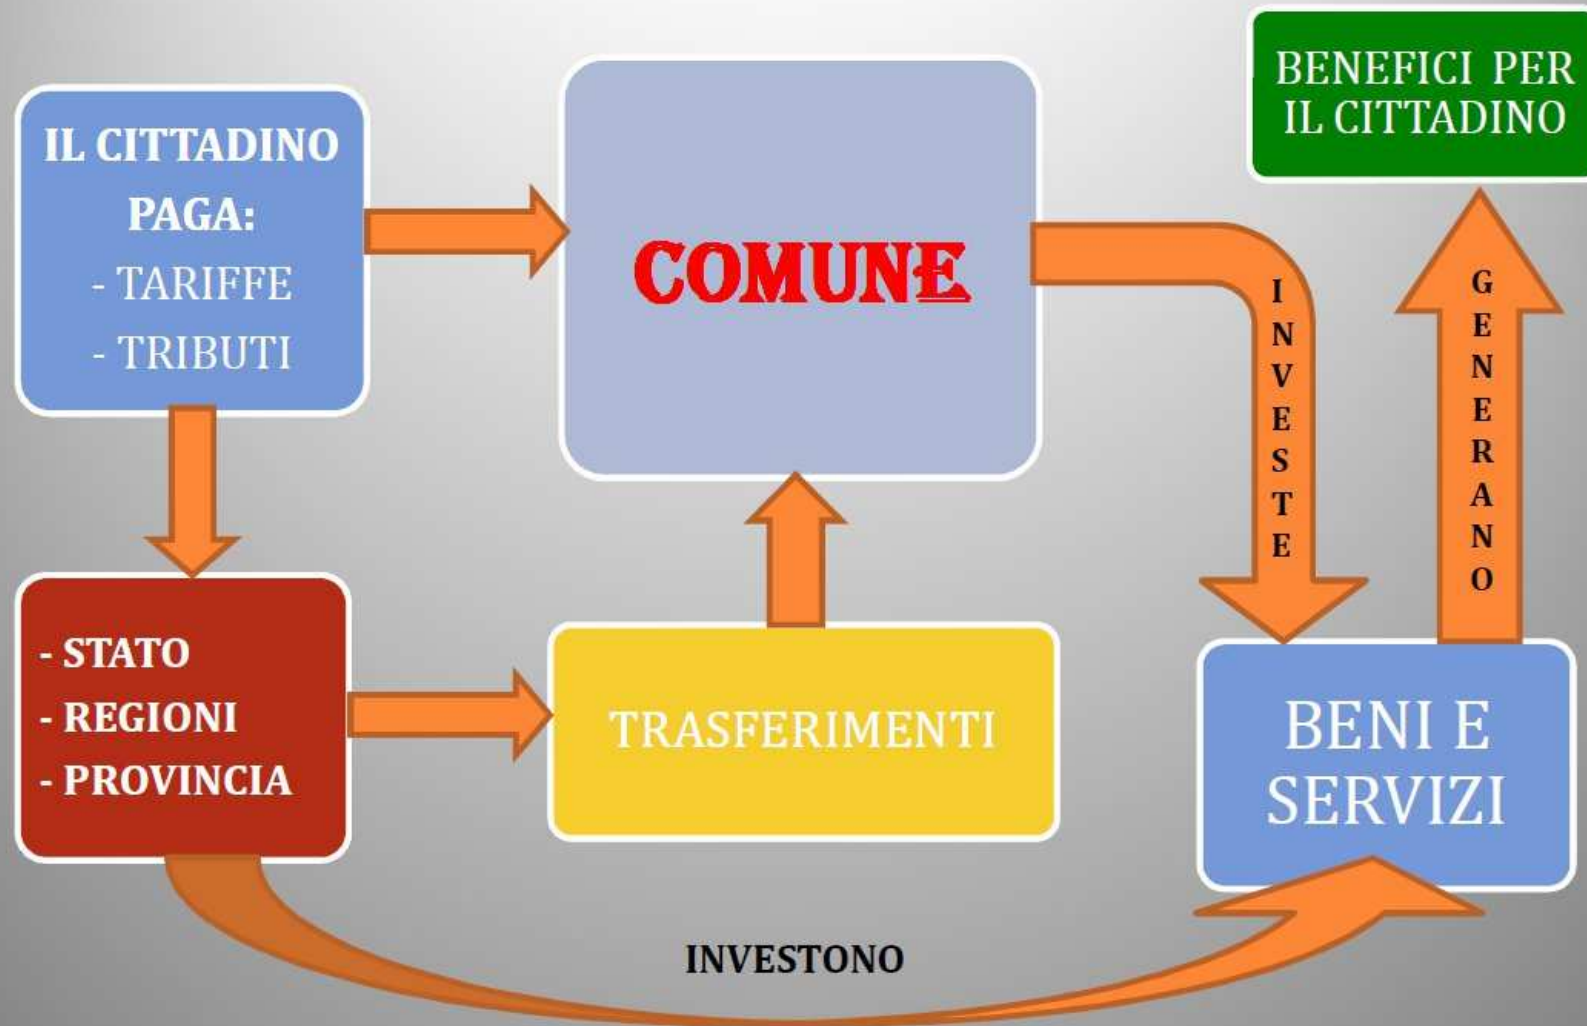 IL CITTADINO
PAGA:
- TARIFFE
- TRIBUTI
COMUNE
BENEFICI PER
IL CITTADINO
INVESTE
GENERANO
- STATO
- REGIONI
- PROVINCIA
TRASFERIMENTI
BENI E
SERVIZI
INVESTONO